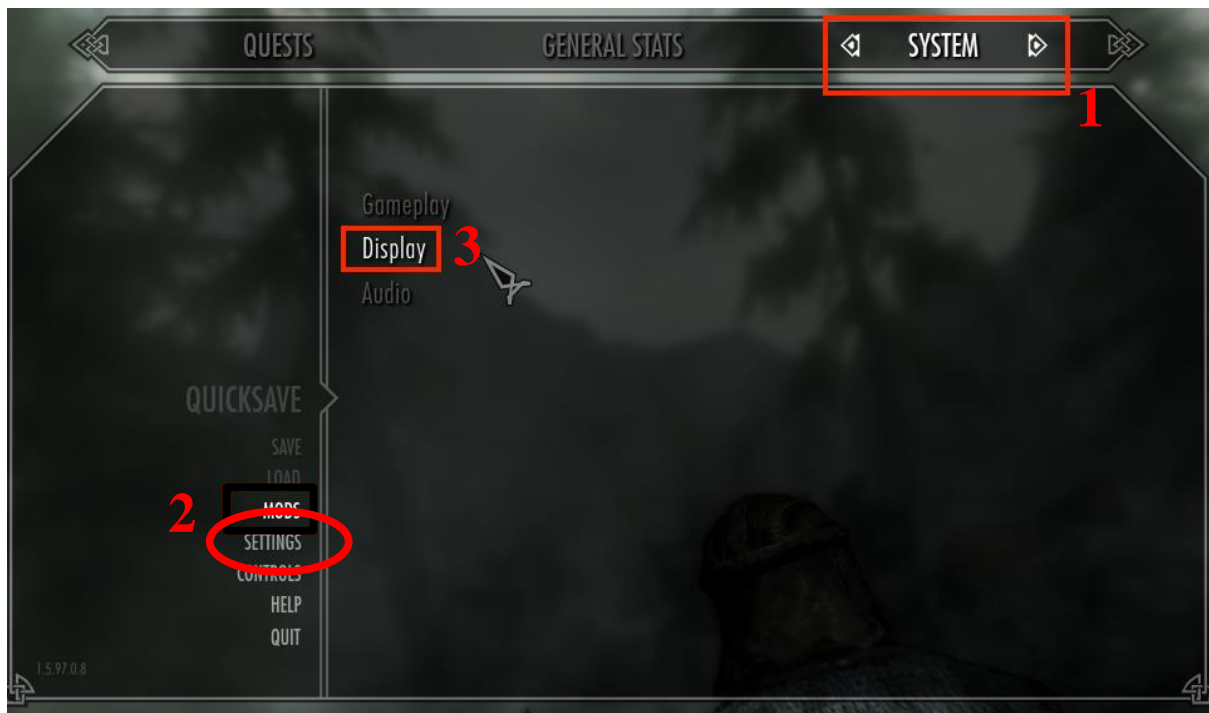 QUESTS GENERAL STATS SYSTEM
1
Gameplay
Display 3
Audio
QUICKSAVE
SAVE
LOAD
2 MODS
SETTINGS
CONTROLS
HELP
QUIT
1.5.97.0.8